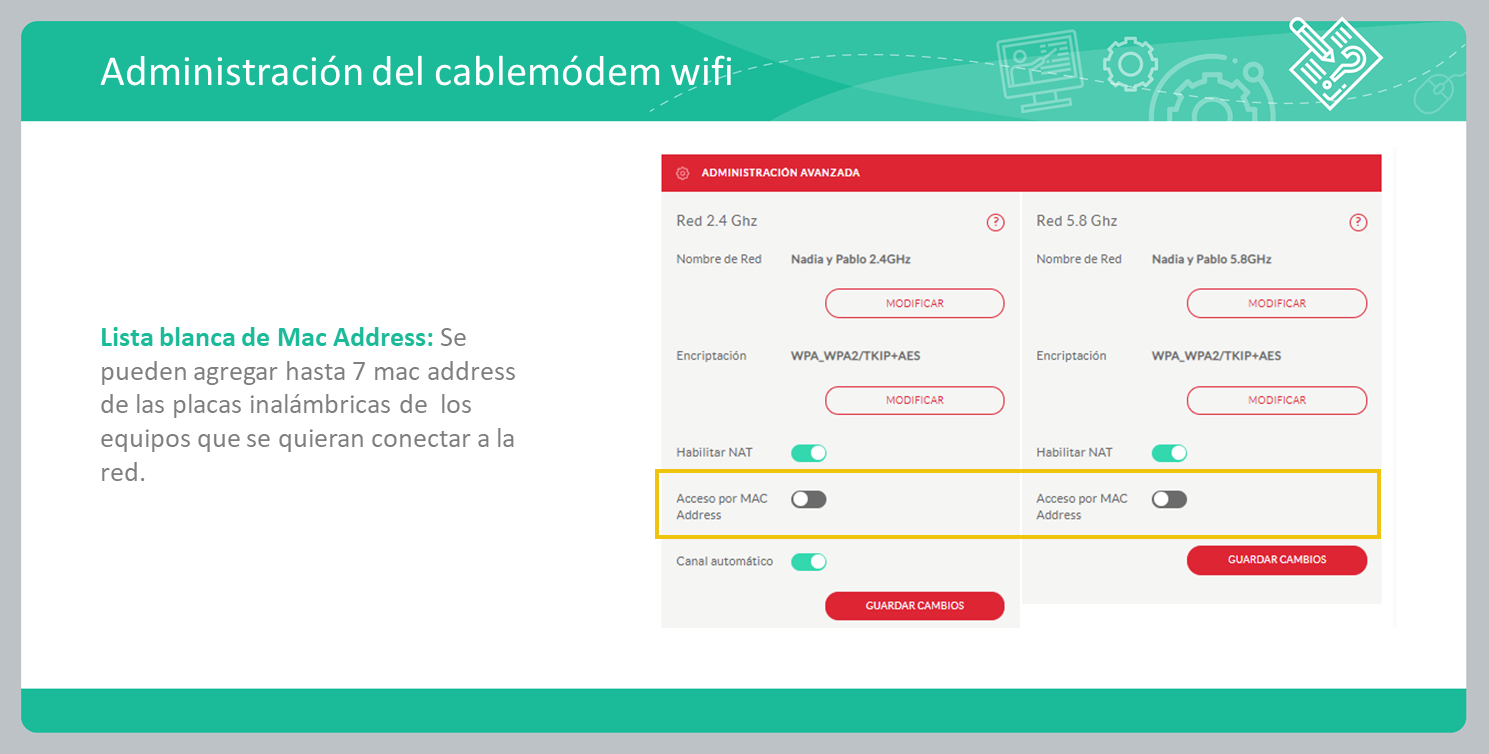 Administración del cablemódem wifi
Lista blanca de Mac Address: Se
pueden agregar hasta 7 mac address
de las placas inalámbricas de  los
equipos que se quieran conectar a la
red.
ADMINISTRACIÓN AVANZADA
Red 2.4 Ghz
?
Nombre de Red
Nadia y Pablo 2.4GHz
MODIFICAR
Encriptación
WPA_WPA2/TKIP+AES
MODIFICAR
Habilitar NAT
Acceso por MAC
Address
Canal automático
GUARDAR CAMBIOS
Red 5.8 Ghz
?
Nombre de Red
Nadia y Pablo 5.8GHz
MODIFICAR
Encriptación
WPA_WPA2/TKIP+AES
MODIFICAR
Habilitar NAT
Acceso por MAC
Address
GUARDAR CAMBIOS